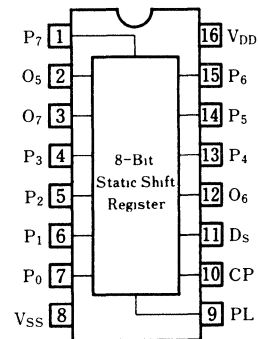 P7 1 16 VDD
O5 2 15 P6
O7 3 14 P5
P3 4 13 P4
P2 5 12 O6
P1 6 11 DS
P0 7 10 CP
VSS 8 9 PL
8-Bit
Static Shift
Register